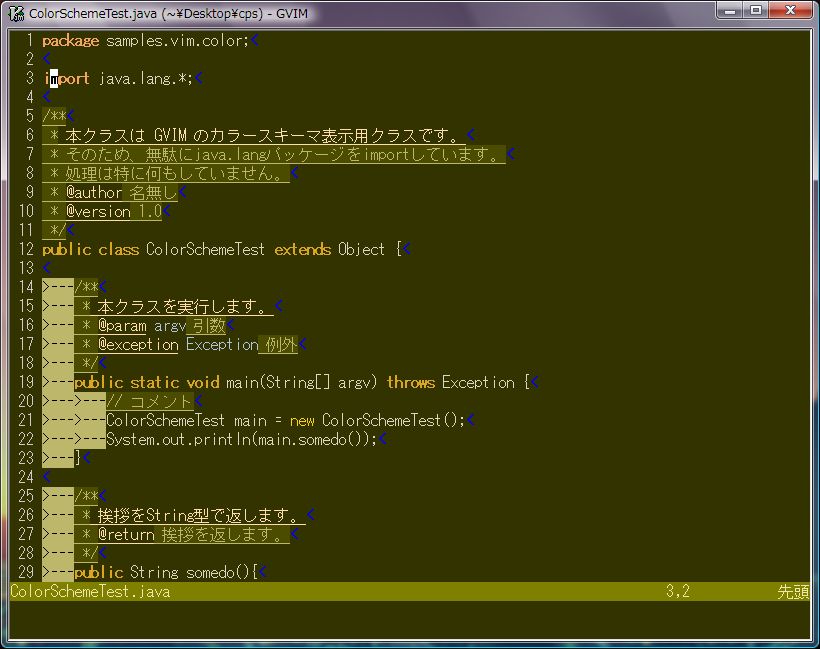 ColorSchemeTest.java (~¥Desktop¥cps) - GVIM
1 package samples.vim.color;<
2 <
3 import java.lang.*;<
4 <
5 /**<
6  * 本クラスは GVIM のカラースキーマ表示用クラスです。<
7  * そのため、無駄にjava.langパッケージをimportしています。<
8  * 処理は特に何もしていません。<
9  * @author 名無し<
10  * @version 1.0<
11  */<
12 public class ColorSchemeTest extends Object {<
13 <
14 >---/**<
15 >--- * 本クラスを実行します。<
16 >--- * @param argv 引数<
17 >--- * @exception Exception 例外<
18 >--- */<
19 >---public static void main(String[] argv) throws Exception {<
20 >--->---// コメント<
21 >--->---ColorSchemeTest main = new ColorSchemeTest();<
22 >--->---System.out.println(main.somedo());<
23 >---}<
24 <
25 >---/**<
26 >--- * 挨拶をString型で返します。<
27 >--- * @return 挨拶を返します。<
28 >--- */<
29 >---public String somedo(){<
ColorSchemeTest.java 3,2 先頭